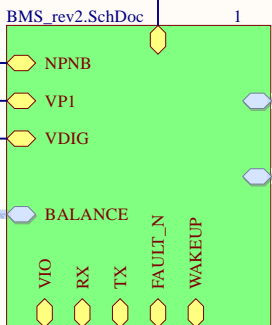 BMS_rev2.SchDoc 1
NPNB
VP1
VDIG
BALANCE
VIO
RX
TX
FAULT_N
WAKEUP